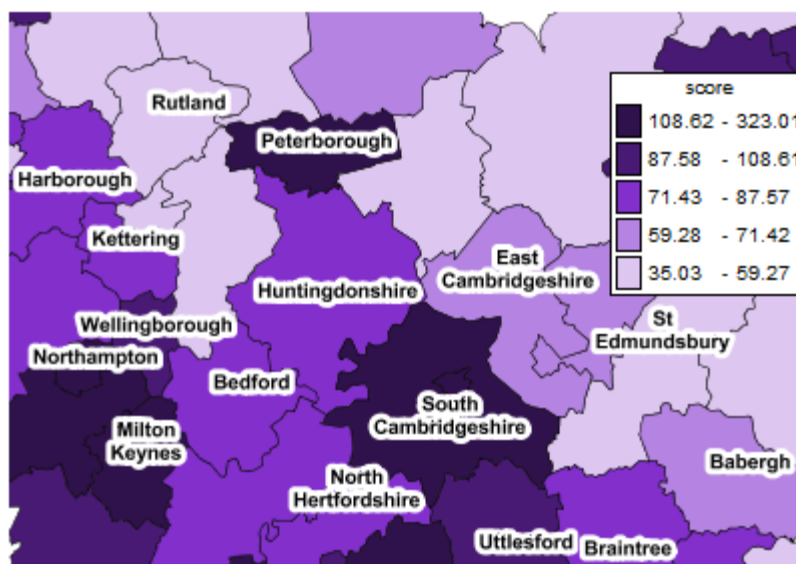 score
108.62 - 323.01
87.58 - 108.61
71.43 - 87.57
59.28 - 71.42
35.03 - 59.27
Rutland
Peterborough
Harborough
Kettering
East
Cambridgeshire
Huntingdonshire
Wellingborough
St
Edmundsbury
Northampton
Bedford
South
Cambridgeshire
Milton
Keynes
Babergh
North
Hertfordshire
Uttlesford
Braintree